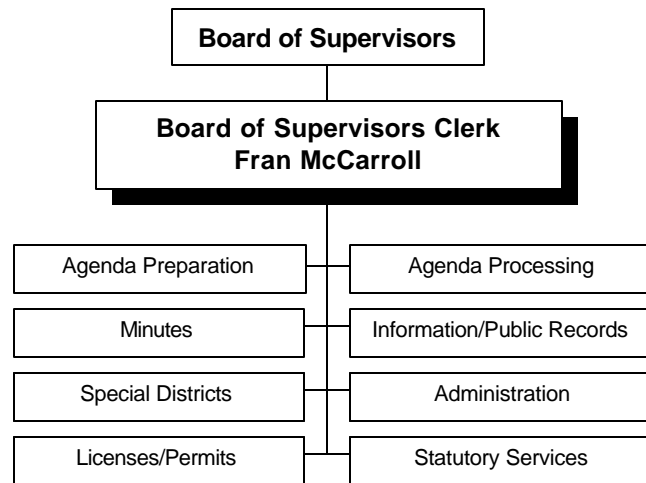 Board of Supervisors
Board of Supervisors Clerk
Fran McCarroll
Agenda Preparation
Agenda Processing
Minutes
Information/Public Records
Special Districts
Administration
Licenses/Permits
Statutory Services